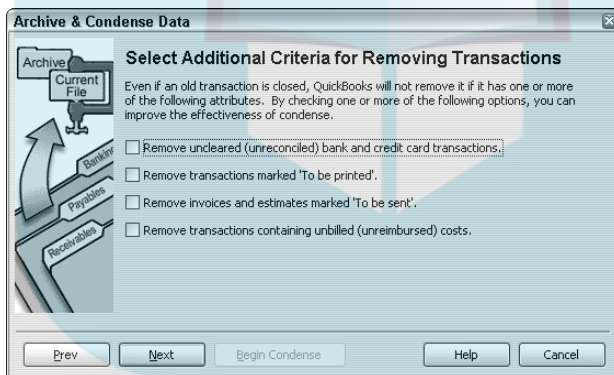 Archive & Condense Data
Archive
Current
File
Banking
Payables
Receivables
Select Additional Criteria for Removing Transactions
Even if an old transaction is closed, QuickBooks will not remove it if it has one or more
of the following attributes. By checking one or more of the following options, you can
improve the effectiveness of condense.
Remove uncleared (unreconciled) bank and credit card transactions.
Remove transactions marked 'To be printed'.
Remove invoices and estimates marked 'To be sent'.
Remove transactions containing unbilled (unreimbursed) costs.
Prev Next Begin Condense Help Cancel